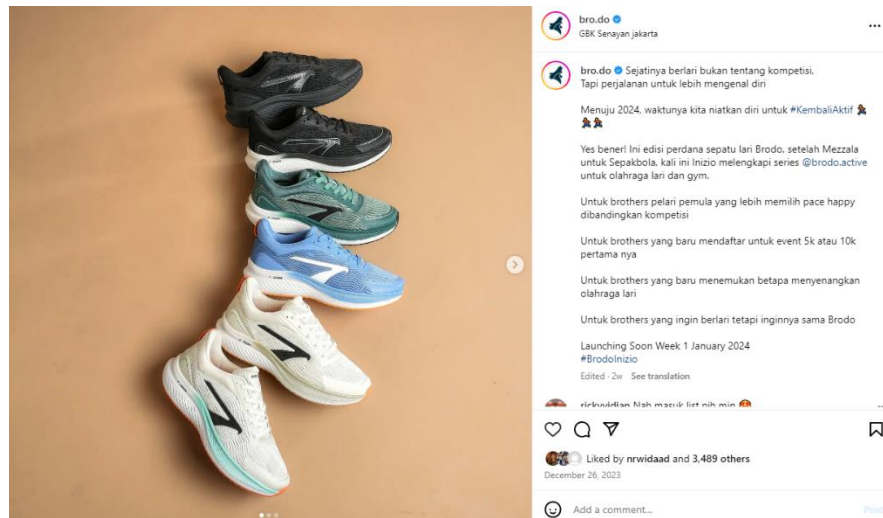 bro.do
GBK Senayan jakarta
bro.do Sejatinya berlari bukan tentang kompetisi,
Tapi perjalanan untuk lebih mengenal diri
Menuju 2024, waktunya kita niatkan diri untuk #KembaliAktif
Yes bener! Ini edisi perdana sepatu lari Brodo, setelah Mezzala
untuk Sepakbola, kali ini Inizio melengkapi series @brodo.active
untuk olahraga lari dan gym.
Untuk brothers pelari pemula yang lebih memilih pace happy
dibandingkan kompetisi
Untuk brothers yang baru mendaftar untuk event 5k atau 10k
pertama nya
Untuk brothers yang baru menemukan betapa menyenangkan
olahraga lari
Untuk brothers yang ingin berlari tetapi inginnya sama Brodo
Launching Soon Week 1 January 2024
#BrodoInizio
Edited · 2w See translation
rickyvidian Nah masuk list nih min
Liked by nrwidaad and 3,489 others
December 26, 2023
Add a comment...
Post